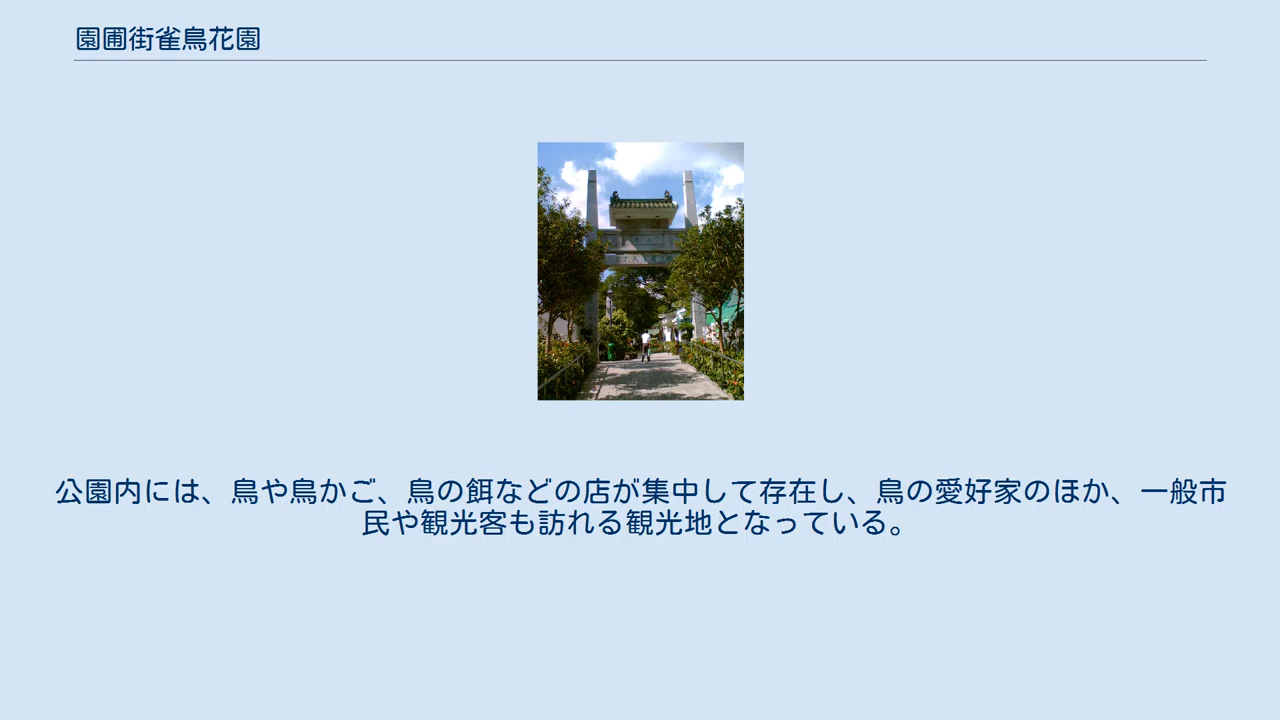 園圃街雀鳥花園
公園内には、鳥や鳥かご、鳥の餌などの店が集中して存在し、鳥の愛好家のほか、一般市
民や観光客も訪れる観光地となっている。